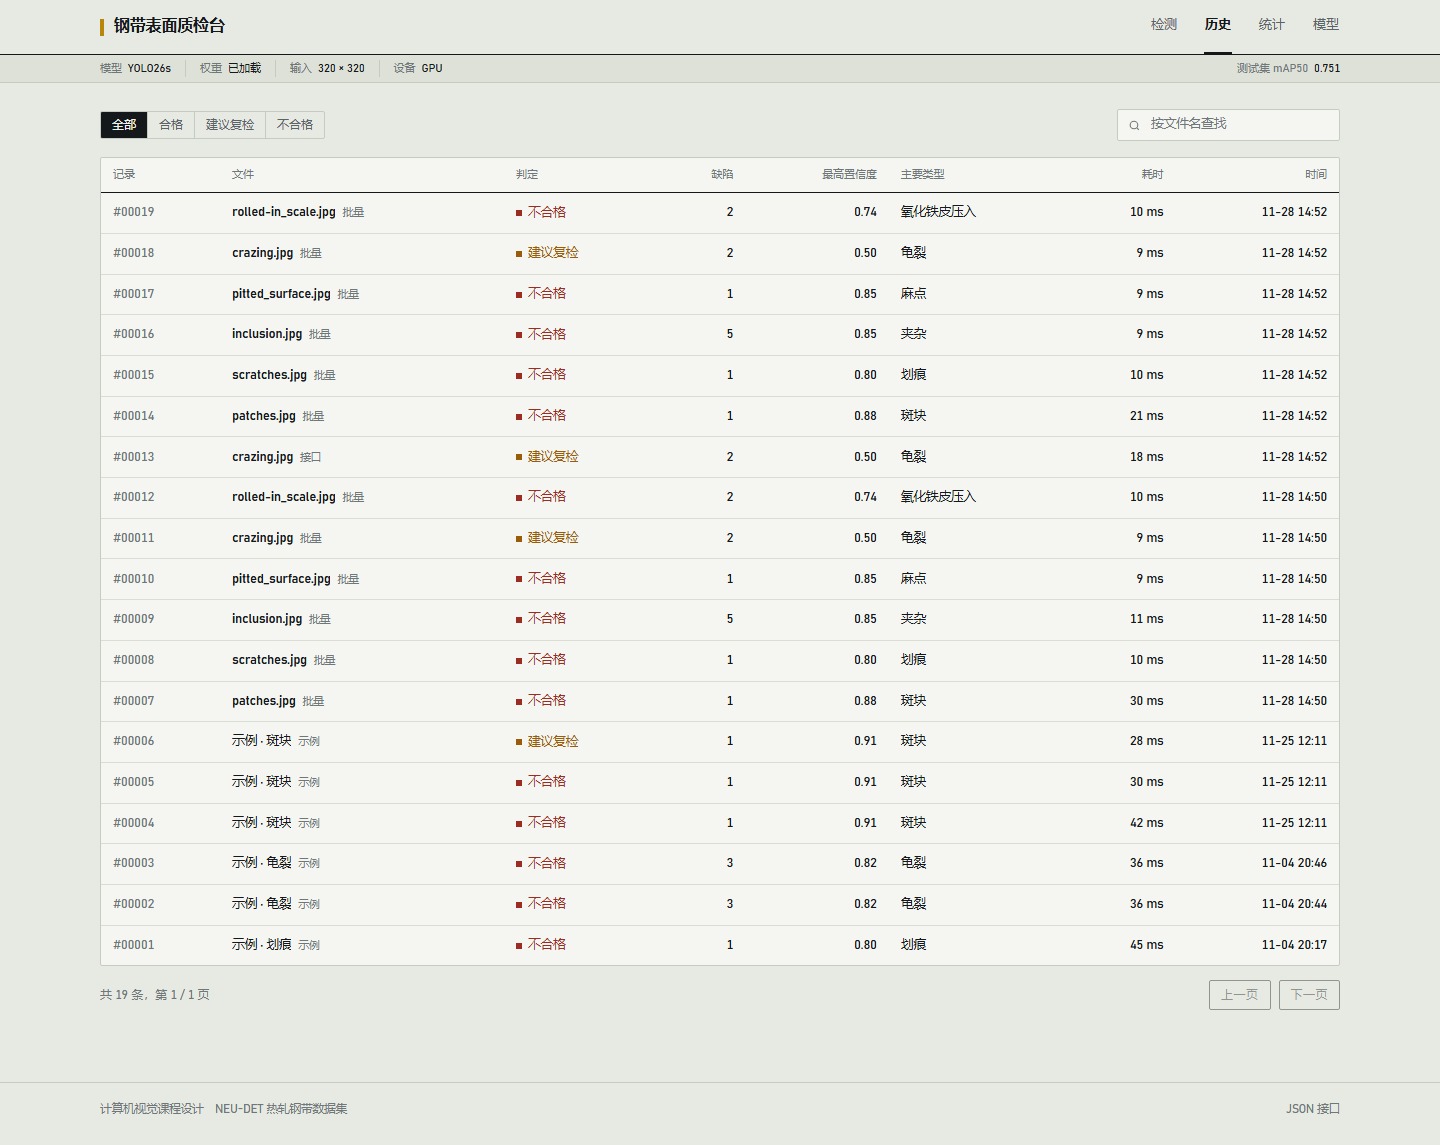 钢带表面质检台 检测 历史 统计 模型
模型 YOLO26s 权重 已加载 输入 320 × 320 设备 GPU 测试集 mAP50 0.751
全部 合格 建议复检 不合格 按文件名查找
记录 文件 判定 缺陷 最高置信度 主要类型 耗时 时间
#00019 rolled-in_scale.jpg 批量 不合格 2 0.74 氧化铁皮压入 10 ms 11-28 14:52
#00018 crazing.jpg 批量 建议复检 2 0.50 龟裂 9 ms 11-28 14:52
#00017 pitted_surface.jpg 批量 不合格 1 0.85 麻点 9 ms 11-28 14:52
#00016 inclusion.jpg 批量 不合格 5 0.85 夹杂 9 ms 11-28 14:52
#00015 scratches.jpg 批量 不合格 1 0.80 划痕 10 ms 11-28 14:52
#00014 patches.jpg 批量 不合格 1 0.88 斑块 21 ms 11-28 14:52
#00013 crazing.jpg 接口 建议复检 2 0.50 龟裂 18 ms 11-28 14:52
#00012 rolled-in_scale.jpg 批量 不合格 2 0.74 氧化铁皮压入 10 ms 11-28 14:50
#00011 crazing.jpg 批量 建议复检 2 0.50 龟裂 9 ms 11-28 14:50
#00010 pitted_surface.jpg 批量 不合格 1 0.85 麻点 9 ms 11-28 14:50
#00009 inclusion.jpg 批量 不合格 5 0.85 夹杂 11 ms 11-28 14:50
#00008 scratches.jpg 批量 不合格 1 0.80 划痕 10 ms 11-28 14:50
#00007 patches.jpg 批量 不合格 1 0.88 斑块 30 ms 11-28 14:50
#00006 示例 · 斑块 示例 建议复检 1 0.91 斑块 28 ms 11-25 12:11
#00005 示例 · 斑块 示例 不合格 1 0.91 斑块 30 ms 11-25 12:11
#00004 示例 · 斑块 示例 不合格 1 0.91 斑块 42 ms 11-25 12:11
#00003 示例 · 龟裂 示例 不合格 3 0.82 龟裂 36 ms 11-04 20:46
#00002 示例 · 龟裂 示例 不合格 3 0.82 龟裂 36 ms 11-04 20:44
#00001 示例 · 划痕 示例 不合格 1 0.80 划痕 45 ms 11-04 20:17
共 19 条，第 1 / 1 页 上一页 下一页
计算机视觉课程设计 NEU-DET 热轧钢带数据集 JSON 接口